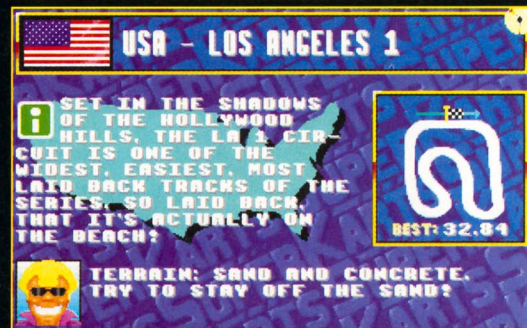 USA - LOS ANGELES 1
SET IN THE SHADOWS
OF THE HOLLYWOOD
HILLS, THE LA 1 CIR-
CUIT IS ONE OF THE
WIDEST, EASIEST, MOST
LAID BACK TRACKS OF THE
SERIES. SO LAID BACK,
THAT IT'S ACTUALLY ON
THE BEACH!
BEST: 32.84
TERRAIN: SAND AND CONCRETE.
TRY TO STAY OFF THE SAND!